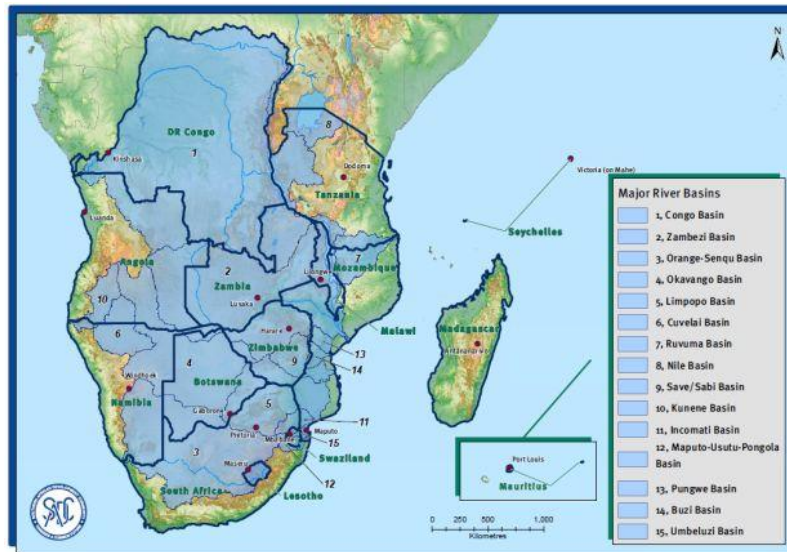 N
DR Congo
1
8
Kinshasa
Dodoma
Tanzania
Victoria (on Mahe)
Seychelles
Luanda
Angola
2
Lilongwe
7
Mozambique
Zambia
Lusaka
10
Malawi
6
Harare
Zimbabwe
13
Madagascar
Antananarivo
4
9
14
Windhoek
Botswana
Namibia
5
Gaborone
11
Pretoria
Mbabane
Maputo
15
Swaziland
3
Maseru
12
South Africa
Lesotho
Port Louis
Mauritius
SADC
0 500 1,000
Kilometres
Major River Basins
1, Congo Basin
2, Zambezi Basin
3, Orange-Senqu Basin
4, Okavango Basin
5, Limpopo Basin
6, Cuvelai Basin
7, Ruvuma Basin
8, Nile Basin
9, Save/Sabi Basin
10, Kunene Basin
11, Incomati Basin
12, Maputo-Usutu-Pongola
Basin
13, Pungwe Basin
14, Buzi Basin
15, Umbeluzi Basin